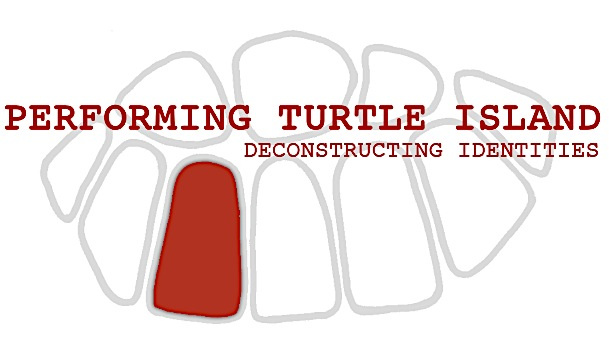 PERFORMING TURTLE ISLAND
DECONSTRUCTING IDENTITIES